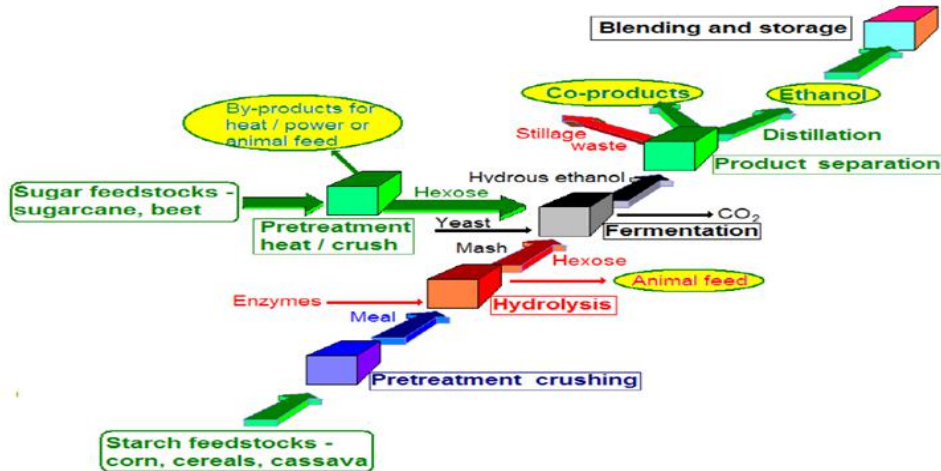 Blending and storage
Co-products
Ethanol
By-products for
heat / power or
animal feed
Stillage
waste
Distillation
Product separation
Hydrous ethanol
Sugar feedstocks -
sugarcane, beet
Hexose
Pretreatment
heat / crush
Yeast
CO₂
Fermentation
Mash
Hexose
Enzymes
Animal feed
Hydrolysis
Meal
Pretreatment crushing
Starch feedstocks -
corn, cereals, cassava